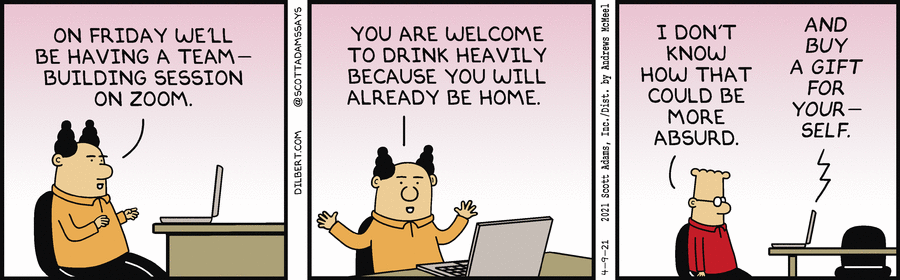 ON FRIDAY WE'LL
BE HAVING A TEAM—
BUILDING SESSION
ON ZOOM.
DILBERT.COM
@SCOTTADAMSSAYS
YOU ARE WELCOME
TO DRINK HEAVILY
BECAUSE YOU WILL
ALREADY BE HOME.
4-9-21 2021 Scott Adams, Inc./Dist. by Andrews McMeel
I DON'T
KNOW
HOW THAT
COULD BE
MORE
ABSURD.
AND
BUY
A GIFT
FOR
YOUR—
SELF.